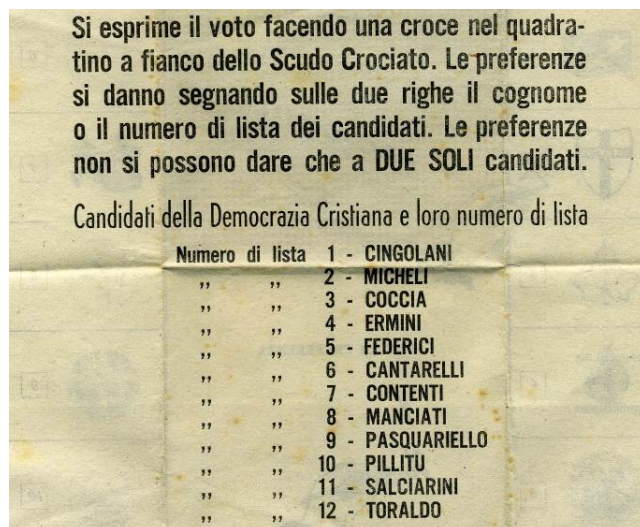 Si esprime il voto facendo una croce nel quadra-
tino a fianco dello Scudo Crociato. Le preferenze
si danno segnando sulle due righe il cognome
o il numero di lista dei candidati. Le preferenze
non si possono dare che a DUE SOLI candidati.
Candidati della Democrazia Cristiana e loro numero di lista
Numero di lista 1 - CINGOLANI
,, ,, 2 - MICHELI
,, ,, 3 - COCCIA
,, ,, 4 - ERMINI
,, ,, 5 - FEDERICI
,, ,, 6 - CANTARELLI
,, ,, 7 - CONTENTI
,, ,, 8 - MANCIATI
,, ,, 9 - PASQUARIELLO
,, ,, 10 - PILLITU
,, ,, 11 - SALCIARINI
,, ,, 12 - TORALDO